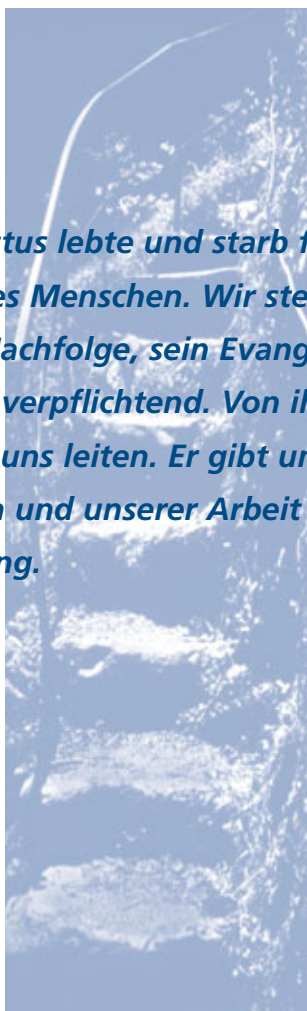 tus lebte und starb f
es Menschen. Wir ste
lachfolge, sein Evang
verpflichtend. Von i
uns leiten. Er gibt u
und unserer Arbeit
ng.